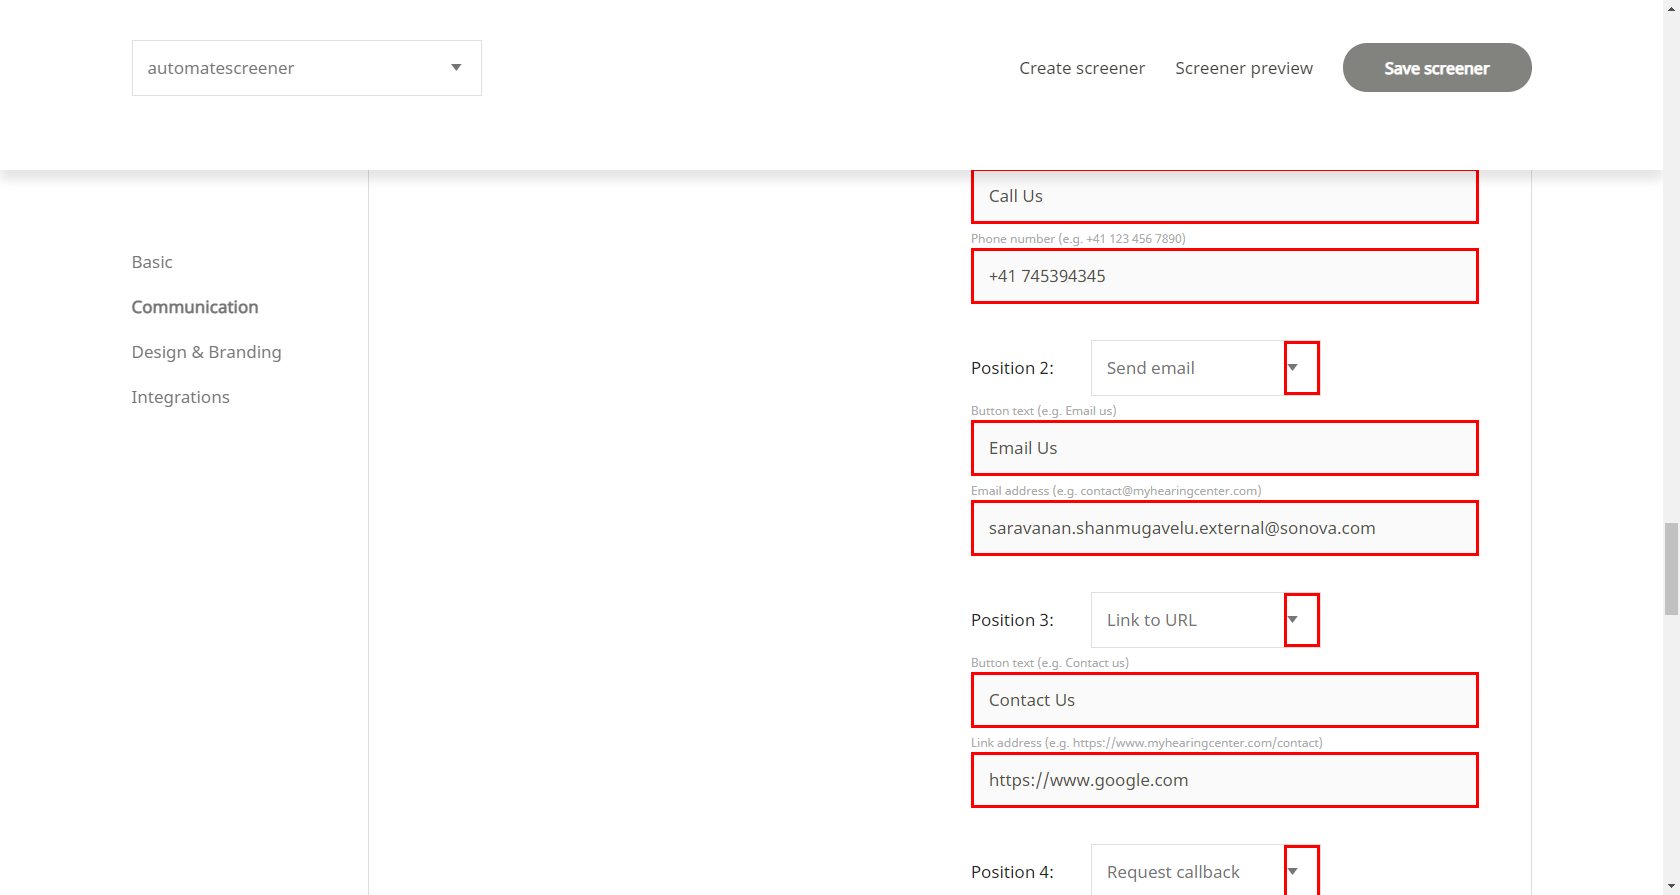 automatescreener
Create screener
Screener preview
Save screener
Basic
Communication
Design & Branding
Integrations
Call Us
Phone number (e.g. +41 123 456 7890)
+41 745394345
Position 2:
Send email
Button text (e.g. Email us)
Email Us
Email address (e.g. contact@myhearingcenter.com)
saravanan.shanmugavelu.external@sonova.com
Position 3:
Link to URL
Button text (e.g. Contact us)
Contact Us
Link address (e.g. https://www.myhearingcenter.com/contact)
https://www.google.com
Position 4:
Request callback